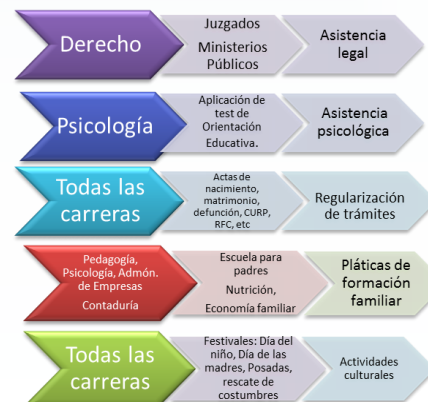 Derecho
Juzgados
Ministerios
Públicos
Asistencia
legal
Psicología
Aplicación de
test de
Orientación
Educativa.
Asistencia
psicológica
Todas las
carreras
Actas de
nacimiento,
matrimonio,
defunción, CURP,
RFC, etc
Regularización
de trámites
Pedagogía,
Psicología, Admón.
de Empresas
Contaduría
Escuela para
padres
Nutrición,
Economía familiar
Pláticas de
formación
familiar
Todas las
carreras
Festivales: Día del
niño, Día de las
madres, Posadas,
rescate de
costumbres
Actividades
culturales